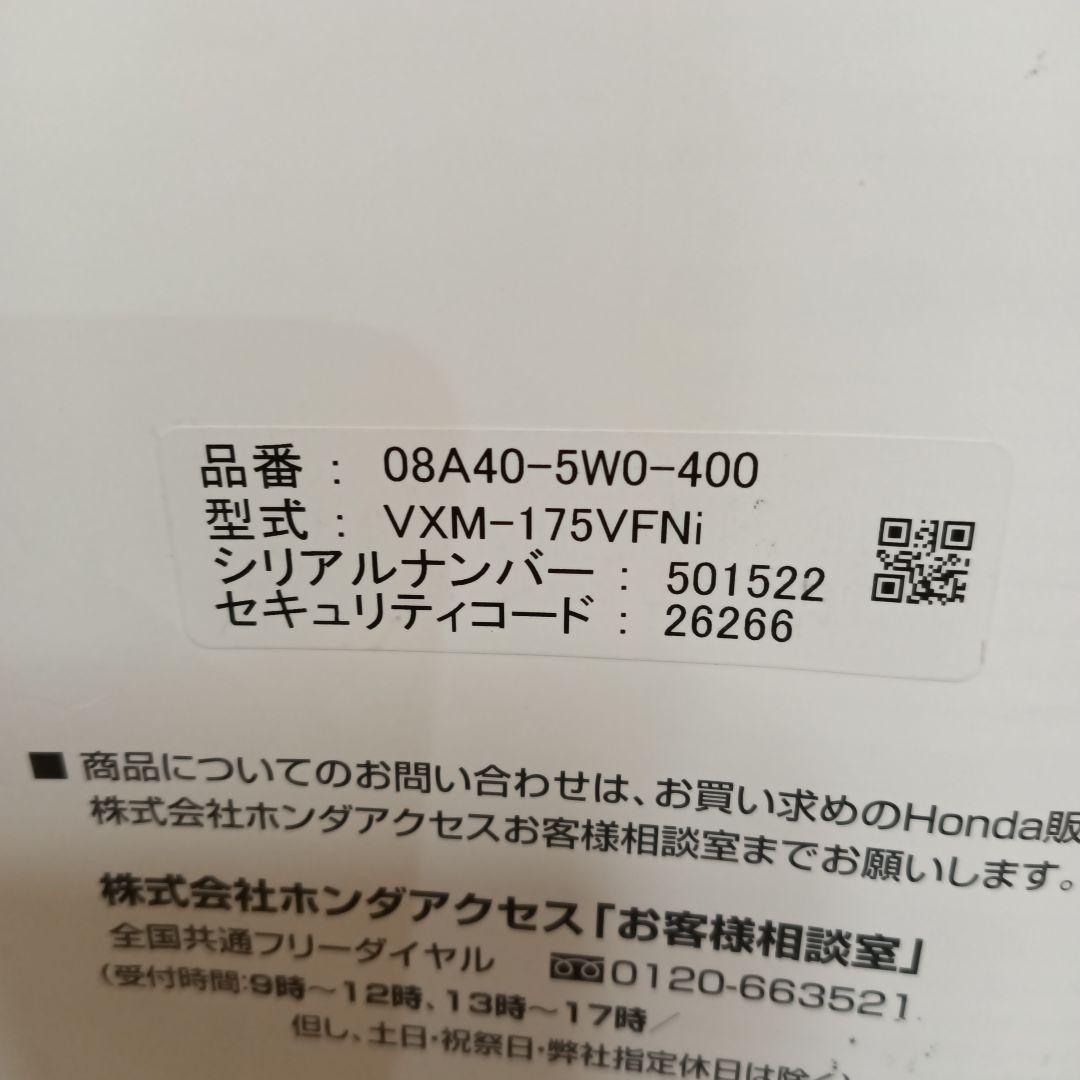 品番 : 08A40-5W0-400
型式 : VXM-175VFNi
シリアルナンバー : 501522
セキュリティコード : 26266
■ 商品についてのお問い合わせは、お買い求めのHonda販
株式会社ホンダアクセスお客様相談室までお願いします。
株式会社ホンダアクセス「お客様相談室」
全国共通フリーダイヤル 0120-663521
(受付時間:9時〜12時、13時〜17時/
但し、土日・祝祭日・弊社指定休日は除く)